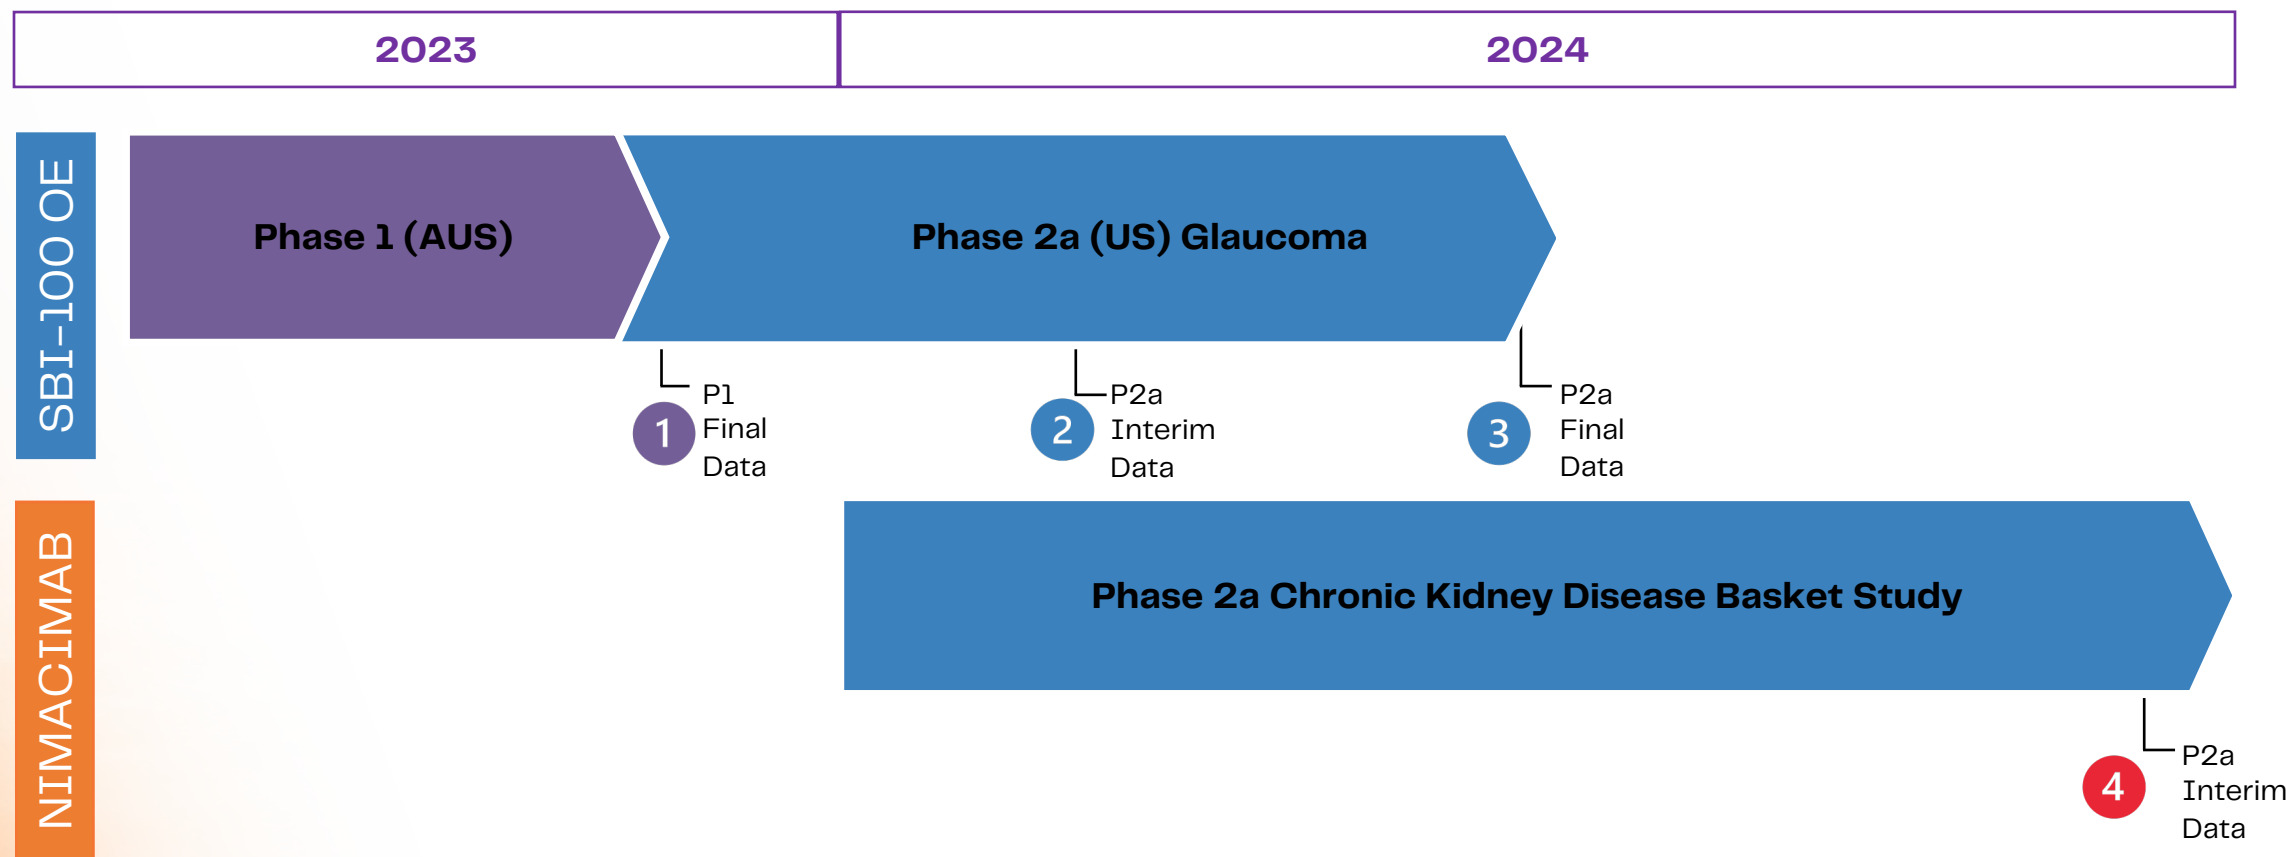 2023
2024
SBI-100 OE
Phase 1 (AUS)
Phase 2a (US) Glaucoma
1
P1
Final
Data
2
P2a
Interim
Data
3
P2a
Final
Data
NIMACIMAB
Phase 2a Chronic Kidney Disease Basket Study
4
P2a
Interim
Data